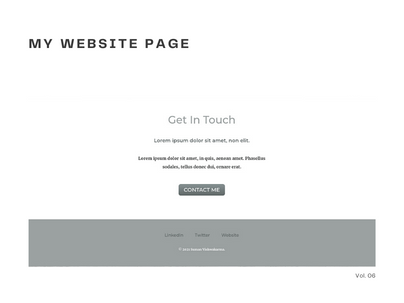 MY WEBSITE PAGE
Get In Touch
Lorem ipsum dolor sit amet, non elit.
Lorem ipsum dolor sit amet, in quis, aenean amet. Phasellus
sodales, tellus donec dui, ornare erat.
CONTACT ME
LinkedIn Twitter Website
Vol. 06